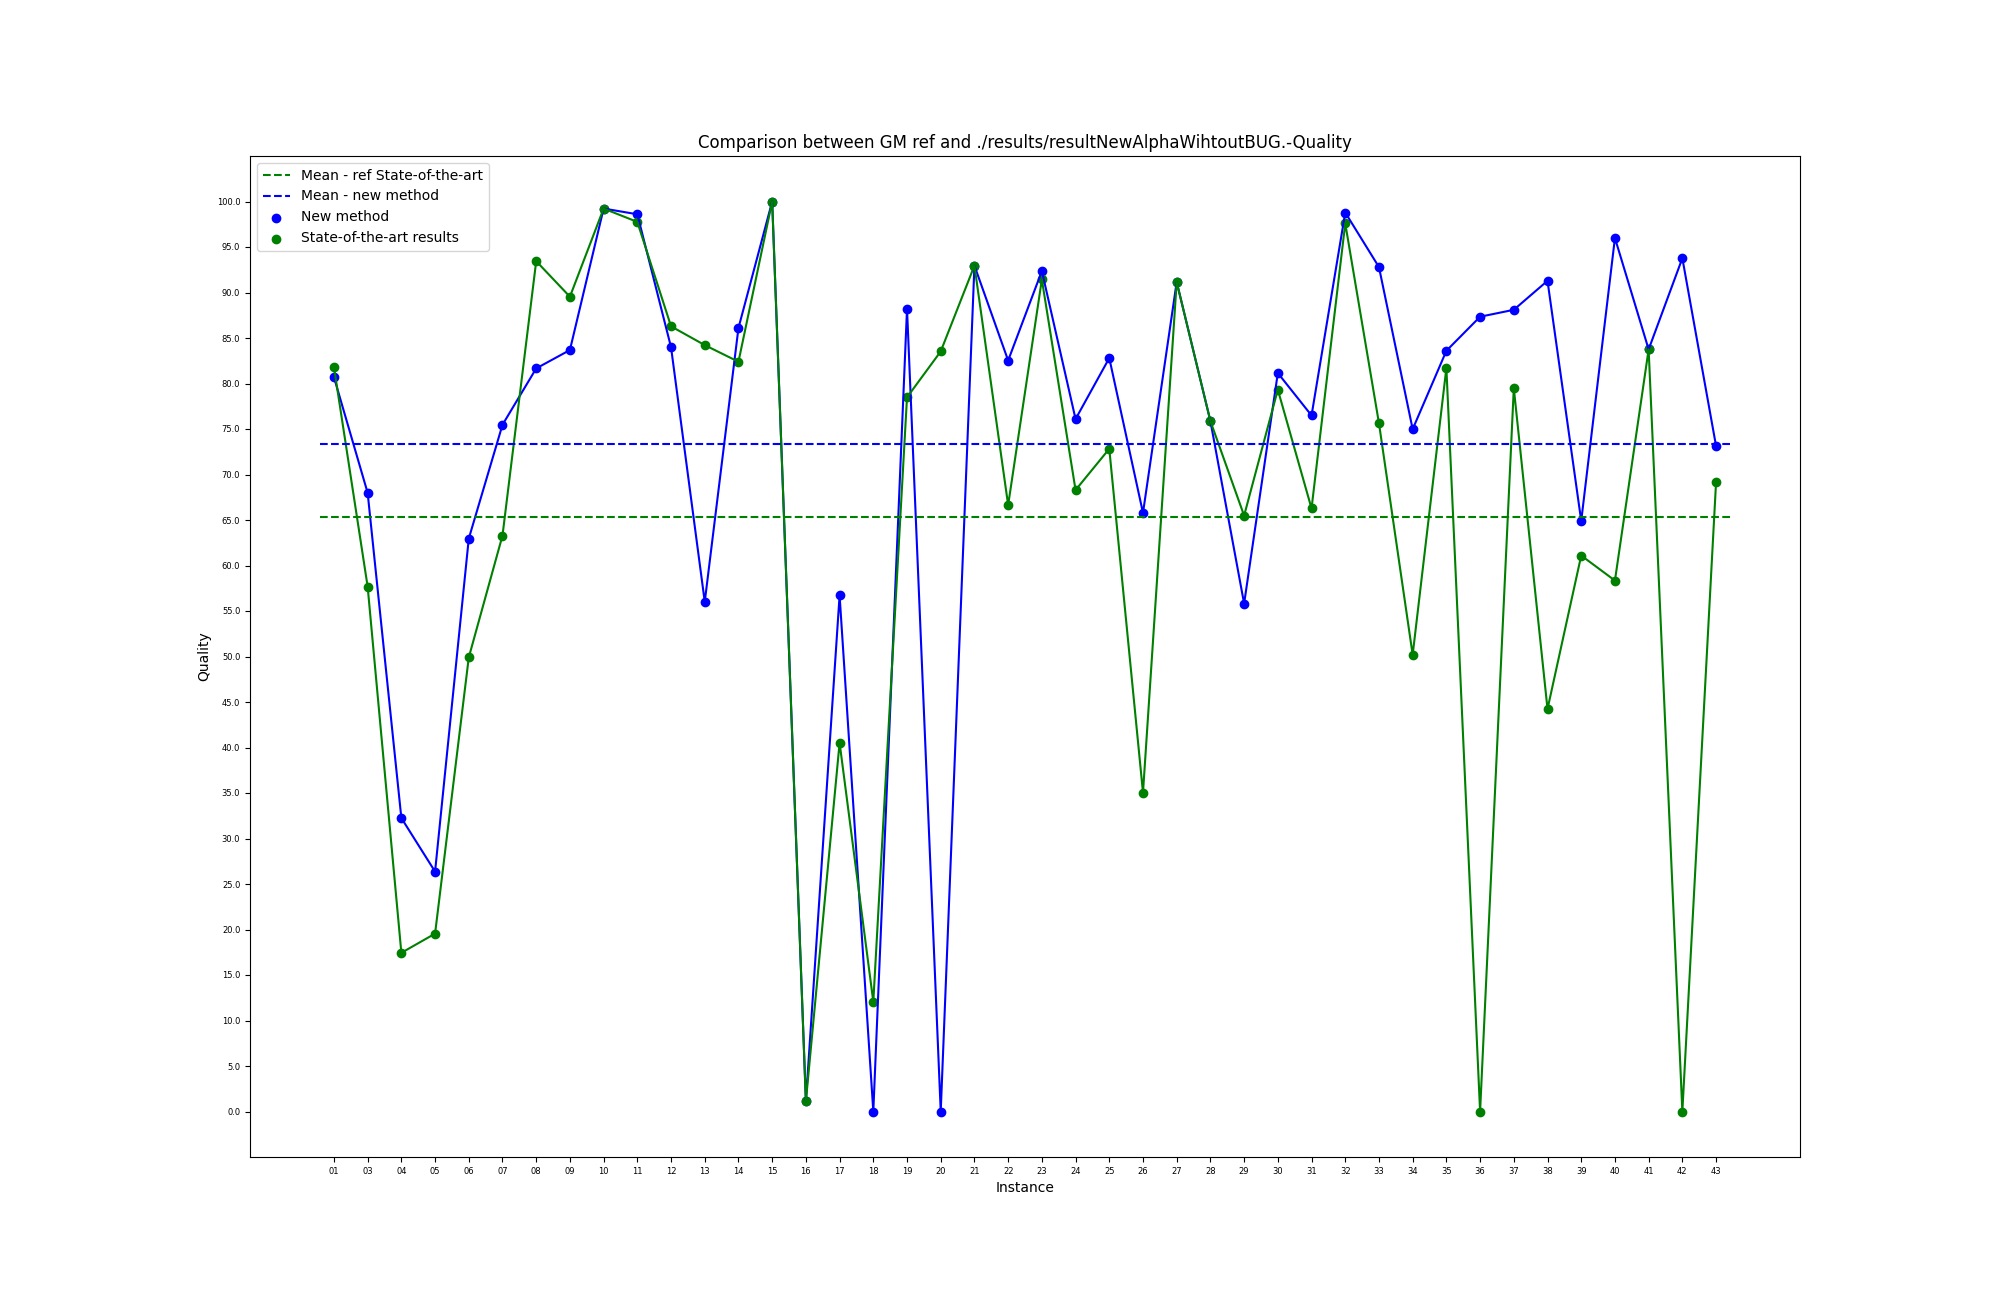 Comparison between GM ref and ./results/resultNewAlphaWihtoutBUG.-Quality
Mean - ref State-of-the-art
Mean - new method
New method
State-of-the-art results
100.0
95.0
90.0
85.0
80.0
75.0
70.0
65.0
60.0
55.0
50.0
45.0
40.0
35.0
30.0
25.0
20.0
15.0
10.0
5.0
0.0
Quality
01 03 04 05 06 07 08 09 10 11 12 13 14 15 16 17 18 19 20 21 22 23 24 25 26 27 28 29 30 31 32 33 34 35 36 37 38 39 40 41 42 43
Instance